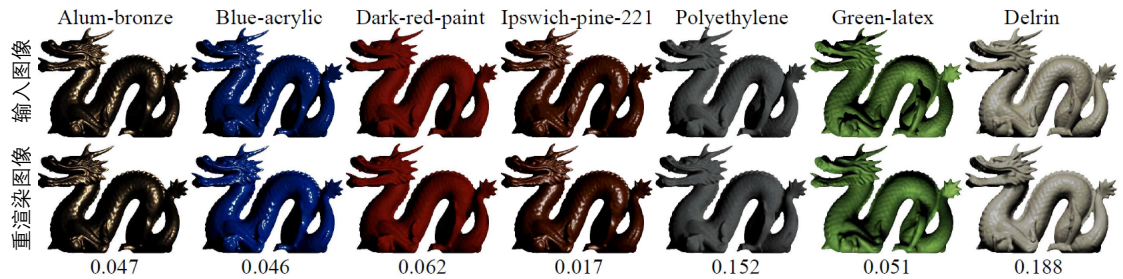 Alum-bronze Blue-acrylic Dark-red-paint Ipswich-pine-221 Polyethylene Green-latex Delrin
输入图像
重渲染图像
0.047 0.046 0.062 0.017 0.152 0.051 0.188